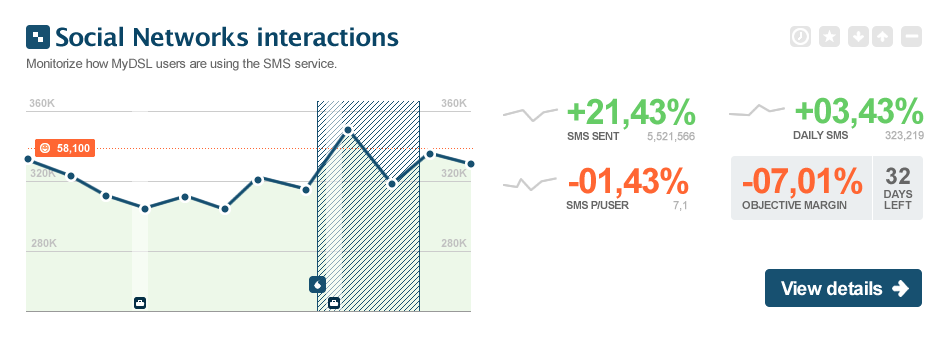 Social Networks interactions
Monitorize how MyDSL users are using the SMS service.
360K
360K
58,100
320K
320K
280K
280K
+21,43%
SMS SENT 5,521,566
+03,43%
DAILY SMS 323,219
-01,43%
SMS P/USER 7,1
-07,01%
OBJECTIVE MARGIN
32
DAYS
LEFT
View details